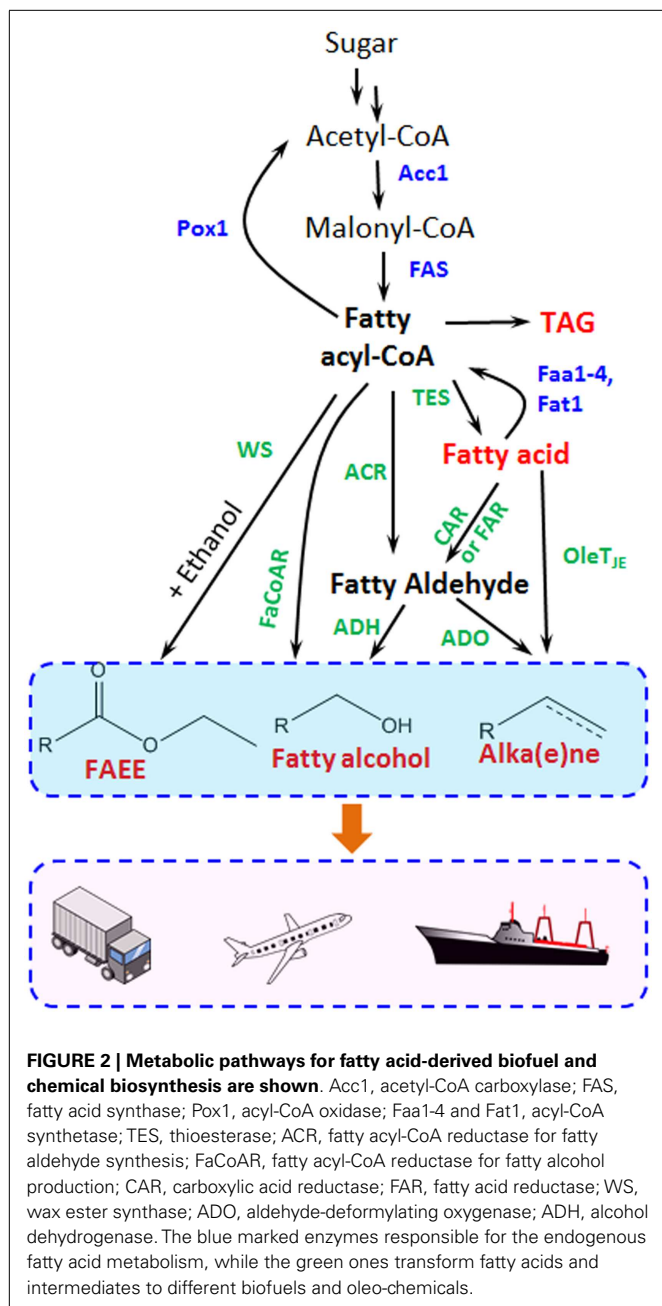 Sugar
Acetyl-CoA
Acc1
Pox1
Malonyl-CoA
FAS
Fatty
acyl-CoA
TAG
Faa1-4,
Fat1
TES
WS
ACR
Fatty acid
+ Ethanol
FaCoAR
CAR
or FAR
OleTJE
Fatty Aldehyde
ADH
ADO
O
R
O
FAEE
R
OH
Fatty alcohol
R
Alka(e)ne
FIGURE 2 | Metabolic pathways for fatty acid-derived biofuel and
chemical biosynthesis are shown. Acc1, acetyl-CoA carboxylase; FAS,
fatty acid synthase; Pox1, acyl-CoA oxidase; Faa1-4 and Fat1, acyl-CoA
synthetase; TES, thioesterase; ACR, fatty acyl-CoA reductase for fatty
aldehyde synthesis; FaCoAR, fatty acyl-CoA reductase for fatty alcohol
production; CAR, carboxylic acid reductase; FAR, fatty acid reductase; WS,
wax ester synthase; ADO, aldehyde-deformylating oxygenase; ADH, alcohol
dehydrogenase. The blue marked enzymes responsible for the endogenous
fatty acid metabolism, while the green ones transform fatty acids and
intermediates to different biofuels and oleo-chemicals.